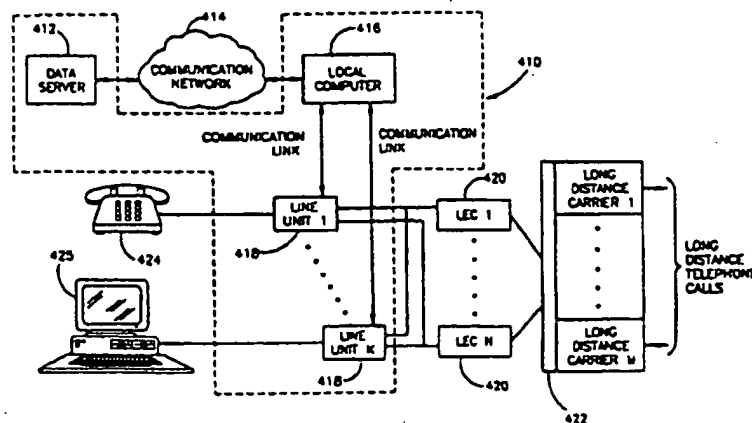 412
414
416
410
DATA
SERVER
COMMUNICATION
NETWORK
LOCAL
COMPUTER
COMMUNICATION
LINK
COMMUNICATION
LINK
424
LINE
UNIT 1
418
420
LEC 1
LONG
DISTANCE
CARRIER 1
LONG
DISTANCE
TELEPHONE
CALLS
425
LINE
UNIT K
418
LEC N
420
LONG
DISTANCE
CARRIER M
422